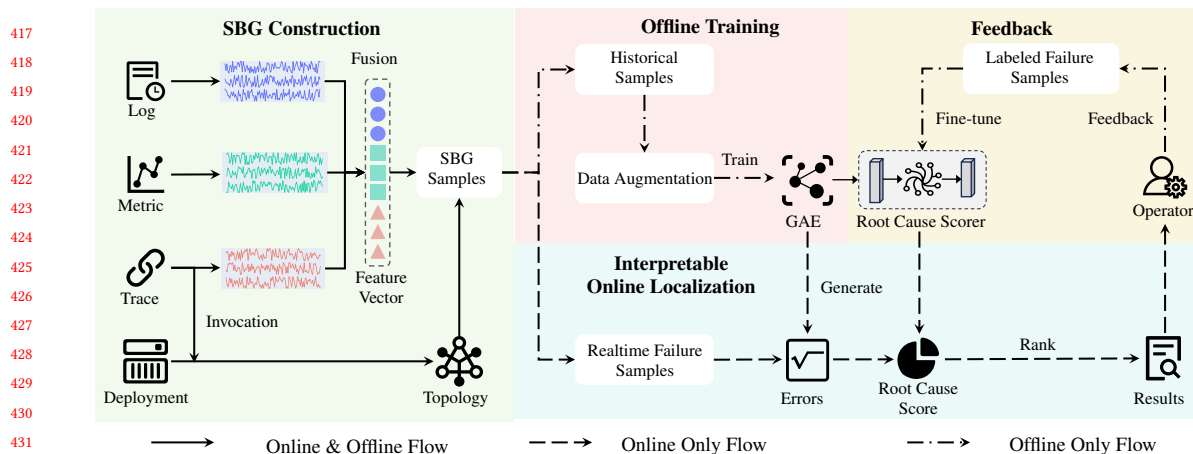 417
418
419
420
421
422
423
424
425
426
427
428
429
430
431
SBG Construction
Log
Metric
Trace
Invocation
Deployment
Fusion
Feature
Vector
SBG
Samples
Topology
Offline Training
Historical
Samples
Data Augmentation
Train
GAE
Feedback
Labeled Failure
Samples
Fine-tune
Feedback
Root Cause Scorer
Operator
Interpretable
Online Localization
Generate
Realtime Failure
Samples
Errors
Root Cause
Score
Rank
Results
Online & Offline Flow
Online Only Flow
Offline Only Flow